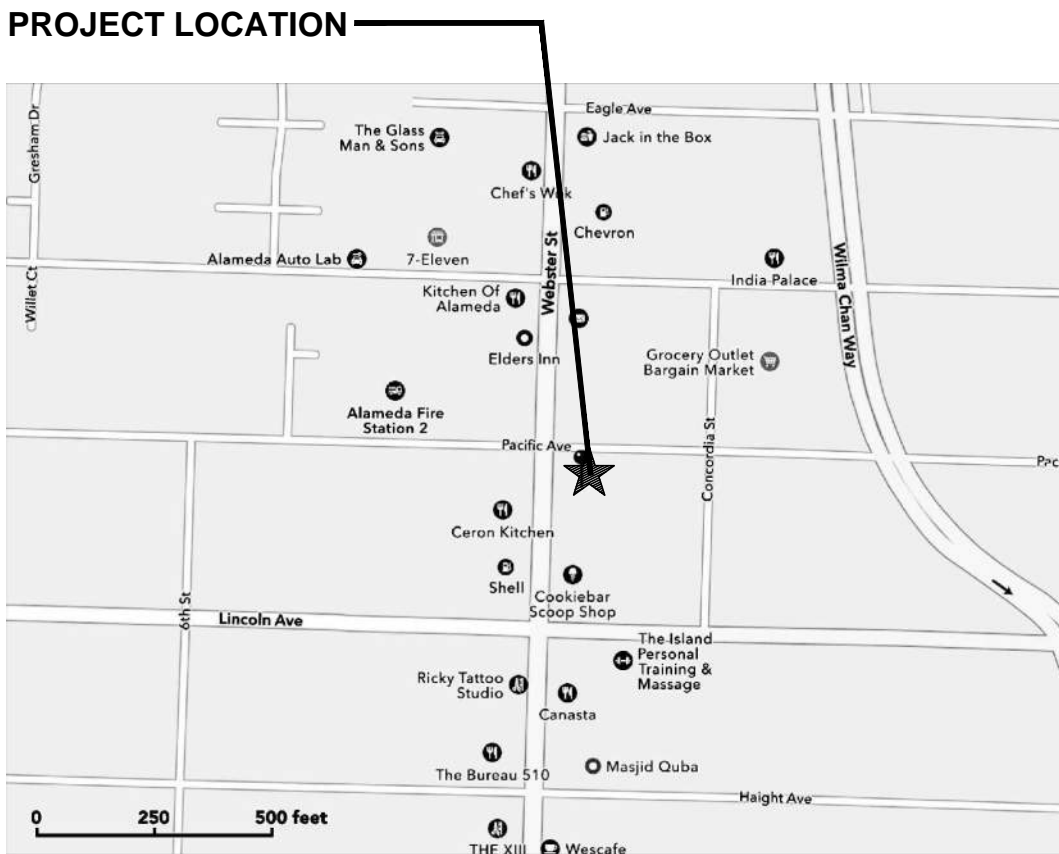 PROJECT LOCATION
Eagle Ave
Gresham Dr
The Glass
Man & Sons
Jack in the Box
Chef's Wok
Chevron
Webster St
Wilma Chan Way
Alameda Auto Lab
7-Eleven
India Palace
Willet Ct
Kitchen Of
Alameda
Elders Inn
Grocery Outlet
Bargain Market
Alameda Fire
Station 2
Pacific Ave
Concordia St
Pac
Ceron Kitchen
Shell
Cookiebar
Scoop Shop
6th St
Lincoln Ave
The Island
Personal
Training &
Massage
Ricky Tattoo
Studio
Canasta
The Bureau 510
Masjid Quba
Haight Ave
0 250 500 feet
THE XIII
Wescafe